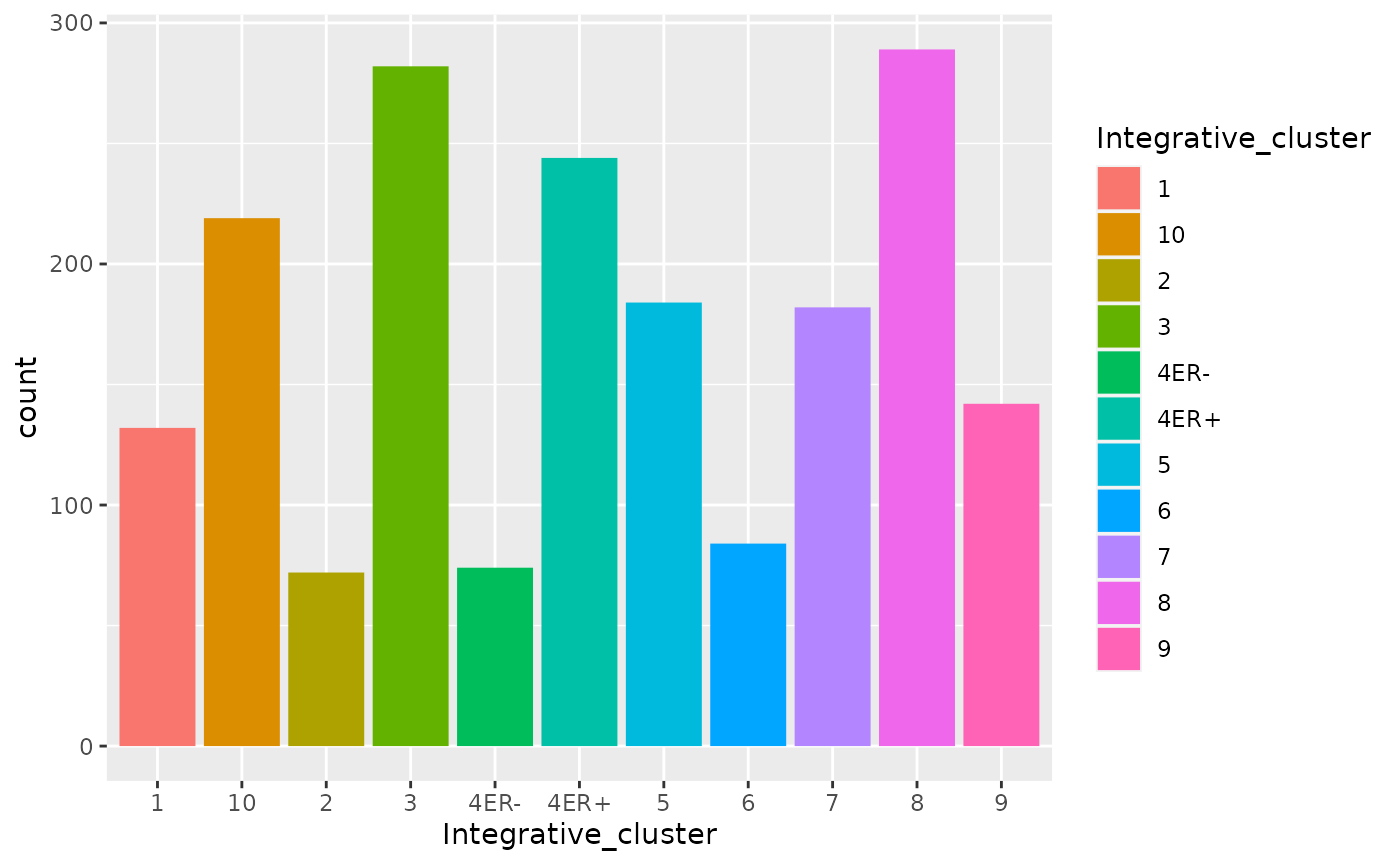 300
200
100
0
count
1 10 2 3 4ER- 4ER+ 5 6 7 8 9
Integrative_cluster
Integrative_cluster
1
10
2
3
4ER-
4ER+
5
6
7
8
9